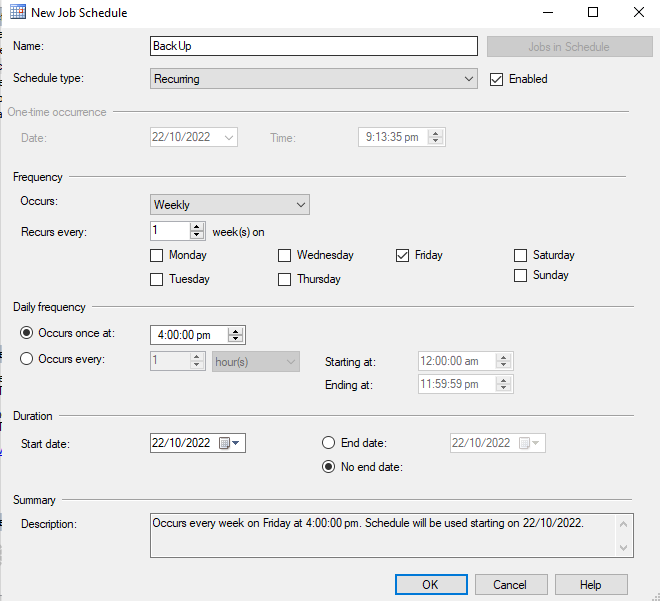 New Job Schedule
Name: BackUp Jobs in Schedule
Schedule type: Recurring Enabled
One-time occurrence
Date: 22/10/2022 Time: 9:13:35 pm
Frequency
Occurs: Weekly
Recurs every: 1 week(s) on
Monday Wednesday Friday Saturday
Tuesday Thursday Sunday
Daily frequency
Occurs once at: 4:00:00 pm
Occurs every: 1 hour(s) Starting at: 12:00:00 am
Ending at: 11:59:59 pm
Duration
Start date: 22/10/2022 End date: 22/10/2022
No end date:
Summary
Description: Occurs every week on Friday at 4:00:00 pm. Schedule will be used starting on 22/10/2022.
OK Cancel Help